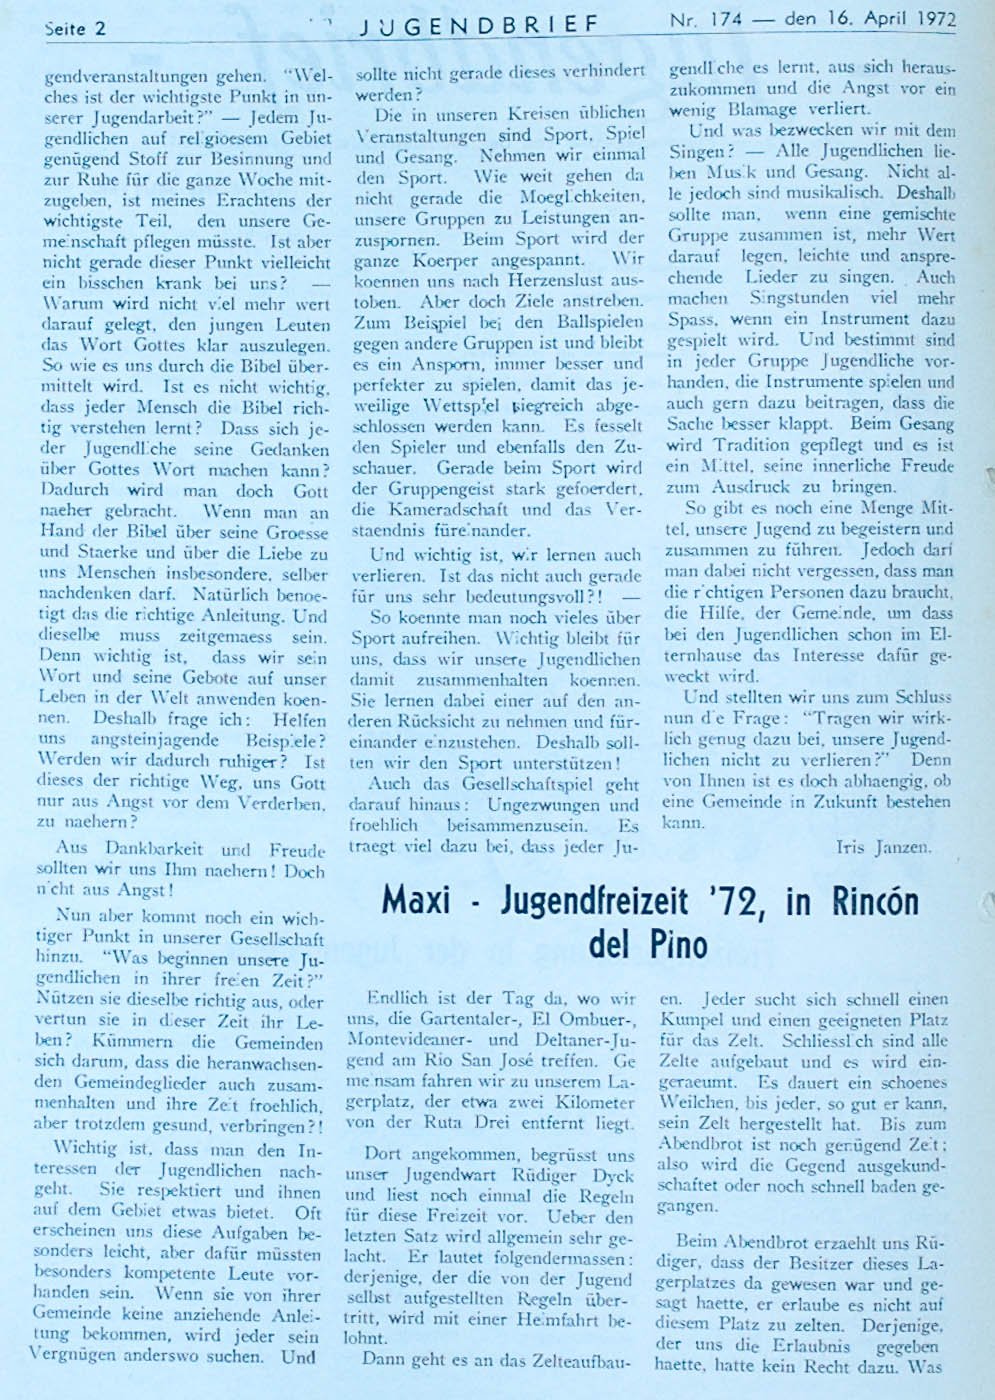 Seite 2
JUGENDBRIEF
Nr. 174 — den 16. April 1972
gendveranstaltungen gehen. “Wel-
ches ist der wichtigste Punkt in un-
serer Jugendarbeit?” — Jedem Ju-
gendlichen auf religioesem Gebiet
genügend Stoff zur Besinnung und
zur Ruhe für die ganze Woche mit-
zugeben, ist meines Erachtens der
wichtigste Teil, den unsere Ge-
meinschaft pflegen müsste. Ist aber
nicht gerade dieser Punkt vielleicht
ein bisschen krank bei uns? —
Warum wird nicht viel mehr wert
darauf gelegt, den jungen Leuten
das Wort Gottes klar auszulegen.
So wie es uns durch die Bibel über-
mittelt wird. Ist es nicht wichtig,
dass jeder Mensch die Bibel rich-
tig verstehen lernt? Dass sich je-
der Jugendliche seine Gedanken
über Gottes Wort machen kann?
Dadurch wird man doch Gott
naeher gebracht. Wenn man an
Hand der Bibel über seine Groesse
und Staerke und über die Liebe zu
uns Menschen insbesondere, selber
nachdenken darf. Natürlich benoe-
tigt das die richtige Anleitung. Und
dieselbe muss zeitgemaess sein.
Denn wichtig ist, dass wir sein
Wort und seine Gebote auf unser
Leben in der Welt anwenden koen-
nen. Deshalb frage ich: Helfen
uns angsteinjagende Beispiele?
Werden wir dadurch ruhiger? Ist
dieses der richtige Weg, uns Gott
nur aus Angst vor dem Verderben,
zu naehern?
Aus Dankbarkeit und Freude
sollten wir uns Ihm naehern! Doch
nicht aus Angst!
Nun aber kommt noch ein wich-
tiger Punkt in unserer Gesellschaft
hinzu. “Was beginnen unsere Ju-
gendlichen in ihrer freien Zeit?”
Nützen sie dieselbe richtig aus, oder
vertun sie in dieser Zeit ihr Le-
ben? Kümmern die Gemeinden
sich darum, dass die heranwachsen-
den Gemeindeglieder auch zusam-
menhalten und ihre Zeit froehlich,
aber trotzdem gesund, verbringen?!
Wichtig ist, dass man den In-
teressen der Jugendlichen nach-
geht. Sie respektiert und ihnen
auf dem Gebiet etwas bietet. Oft
erscheinen uns diese Aufgaben be-
sonders leicht, aber dafür müssten
besonders kompetente Leute vor-
handen sein. Wenn sie von ihrer
Gemeinde keine anziehende Anlei-
tung bekommen, wird jeder sein
Vergnügen anderswo suchen. Und
sollte nicht gerade dieses verhindert
werden?
Die in unseren Kreisen üblichen
Veranstaltungen sind Sport, Spiel
und Gesang. Nehmen wir einmal
den Sport. Wie weit gehen da
nicht gerade die Moeglichkeiten,
unsere Gruppen zu Leistungen an-
zuspornen. Beim Sport wird der
ganze Koerper angespannt. Wir
koennen uns nach Herzenslust aus-
toben. Aber doch Ziele anstreben.
Zum Beispiel bei den Ballspielen
gegen andere Gruppen ist und bleibt
es ein Ansporn, immer besser und
perfekter zu spielen, damit das je-
weilige Wettspiel siegreich abge-
schlossen werden kann. Es fesselt
den Spieler und ebenfalls den Zu-
schauer. Gerade beim Sport wird
der Gruppengeist stark gefoerdert,
die Kameradschaft und das Ver-
staendnis füreinander.
Und wichtig ist, wir lernen auch
verlieren. Ist das nicht auch gerade
für uns sehr bedeutungsvoll?! —
So koennte man noch vieles über
Sport aufreihen. Wichtig bleibt für
uns, dass wir unsere Jugendlichen
damit zusammenhalten koennen.
Sie lernen dabei einer auf den an-
deren Rücksicht zu nehmen und für-
einander einzustehen. Deshalb soll-
ten wir den Sport unterstützen!
Auch das Gesellschaftspiel geht
darauf hinaus: Ungezwungen und
froehlich beisammenzusein. Es
traegt viel dazu bei, dass jeder Ju-
gendliche es lernt, aus sich heraus-
zukommen und die Angst vor ein
wenig Blamage verliert.
Und was bezwecken wir mit dem
Singen? — Alle Jugendlichen lie-
ben Musik und Gesang. Nicht al-
le jedoch sind musikalisch. Deshalb
sollte man, wenn eine gemischte
Gruppe zusammen ist, mehr Wert
darauf legen, leichte und anspre-
chende Lieder zu singen. Auch
machen Singstunden viel mehr
Spass, wenn ein Instrument dazu
gespielt wird. Und bestimmt sind
in jeder Gruppe Jugendliche vor-
handen, die Instrumente spielen und
auch gern dazu beitragen, dass die
Sache besser klappt. Beim Gesang
wird Tradition gepflegt und es ist
ein Mittel, seine innerliche Freude
zum Ausdruck zu bringen.
So gibt es noch eine Menge Mit-
tel, unsere Jugend zu begeistern und
zusammen zu führen. Jedoch darf
man dabei nicht vergessen, dass man
die richtigen Personen dazu braucht,
die Hilfe, der Gemeinde, um dass
bei den Jugendlichen schon im El-
ternhause das Interesse dafür ge-
weckt wird.
Und stellten wir uns zum Schluss
nun die Frage: “Tragen wir wirk-
lich genug dazu bei, unsere Jugend-
lichen nicht zu verlieren?” Denn
von Ihnen ist es doch abhaengig, ob
eine Gemeinde in Zukunft bestehen
kann.
Iris Janzen.
Maxi - Jugendfreizeit ’72, in Rincón
del Pino
Endlich ist der Tag da, wo wir
uns, die Gartentaler-, El Ombuer-,
Montevideaner- und Deltaner-Ju-
gend am Rio San José treffen. Ge
meinsam fahren wir zu unserem La-
gerplatz, der etwa zwei Kilometer
von der Ruta Drei entfernt liegt.
Dort angekommen, begrüsst uns
unser Jugendwart Rüdiger Dyck
und liest noch einmal die Regeln
für diese Freizeit vor. Ueber den
letzten Satz wird allgemein sehr ge-
lacht. Er lautet folgendermassen:
derjenige, der die von der Jugend
selbst aufgestellten Regeln über-
tritt, wird mit einer Heimfahrt be-
lohnt.
Dann geht es an das Zelteaufbau-
en. Jeder sucht sich schnell einen
Kumpel und einen geeigneten Platz
für das Zelt. Schliesslich sind alle
Zelte aufgebaut und es wird ein-
geraeumt. Es dauert ein schoenes
Weilchen, bis jeder, so gut er kann,
sein Zelt hergestellt hat. Bis zum
Abendbrot ist noch genügend Zeit;
also wird die Gegend ausgekund-
schaftet oder noch schnell baden ge-
gangen.
Beim Abendbrot erzaehlt uns Rü-
diger, dass der Besitzer dieses La-
gerplatzes da gewesen war und ge-
sagt haette, er erlaube es nicht auf
diesem Platz zu zelten. Derjenige,
der uns die Erlaubnis gegeben
haette, hatte kein Recht dazu. Was